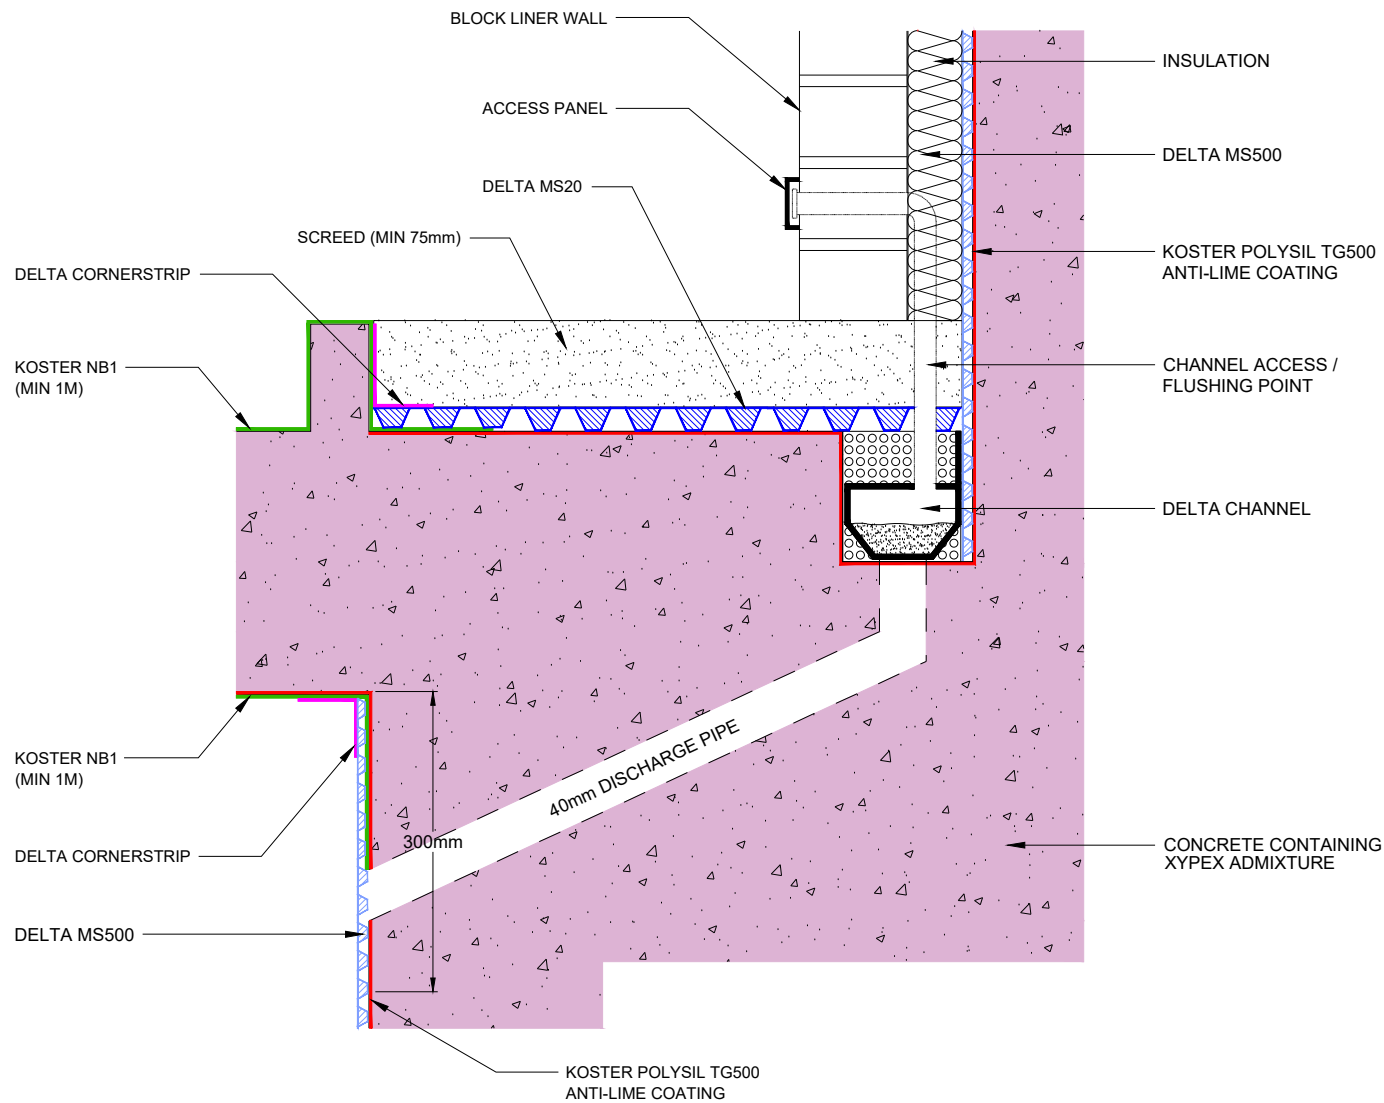 BLOCK LINER WALL
INSULATION
ACCESS PANEL
DELTA MS500
DELTA MS20
SCREED (MIN 75mm)
KOSTER POLYSIL TG500
ANTI-LIME COATING
DELTA CORNERSTRIP
KOSTER NB1
(MIN 1M)
CHANNEL ACCESS /
FLUSHING POINT
DELTA CHANNEL
40mm DISCHARGE PIPE
KOSTER NB1
(MIN 1M)
300mm
DELTA CORNERSTRIP
CONCRETE CONTAINING
XYPEX ADMIXTURE
DELTA MS500
KOSTER POLYSIL TG500
ANTI-LIME COATING